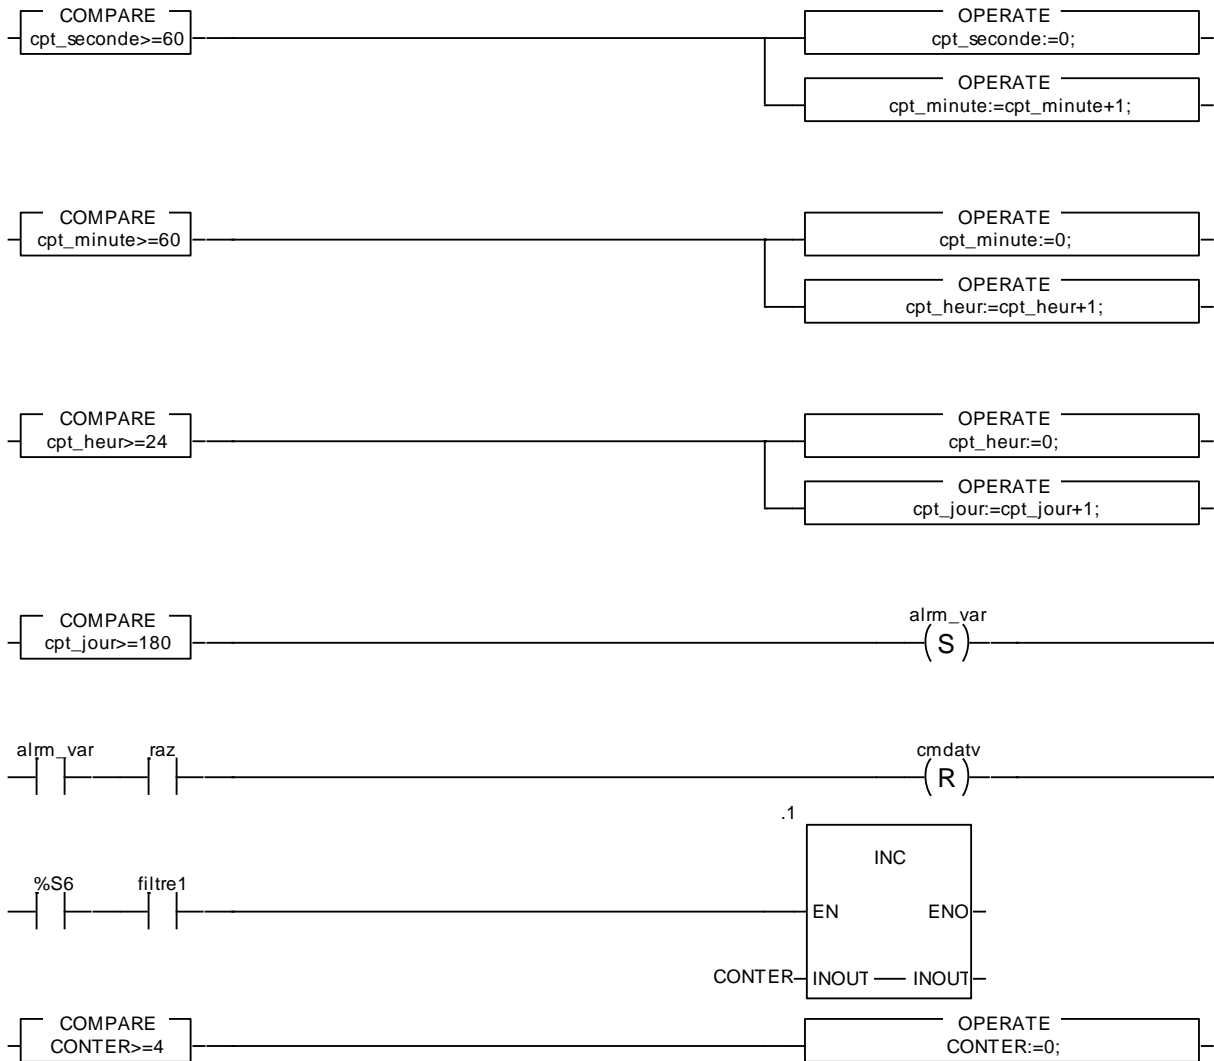 COMPARE
cpt_seconde>=60
OPERATE
cpt_seconde:=0;
OPERATE
cpt_minute:=cpt_minute+1;
COMPARE
cpt_minute>=60
OPERATE
cpt_minute:=0;
OPERATE
cpt_heur:=cpt_heur+1;
COMPARE
cpt_heur>=24
OPERATE
cpt_heur:=0;
OPERATE
cpt_jour:=cpt_jour+1;
COMPARE
cpt_jour>=180
alrm_var
S
alrm_var raz
cmdatv
R
.1
INC
%S6 filtre1
EN ENO
CONTER INOUT INOUT
COMPARE
CONTER>=4
OPERATE
CONTER:=0;